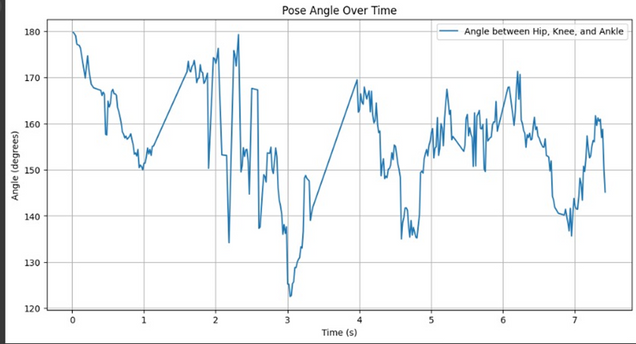 Pose Angle Over Time
Angle between Hip, Knee, and Ankle
Angle (degrees)
180
170
160
150
140
130
120
0 1 2 3 4 5 6 7
Time (s)